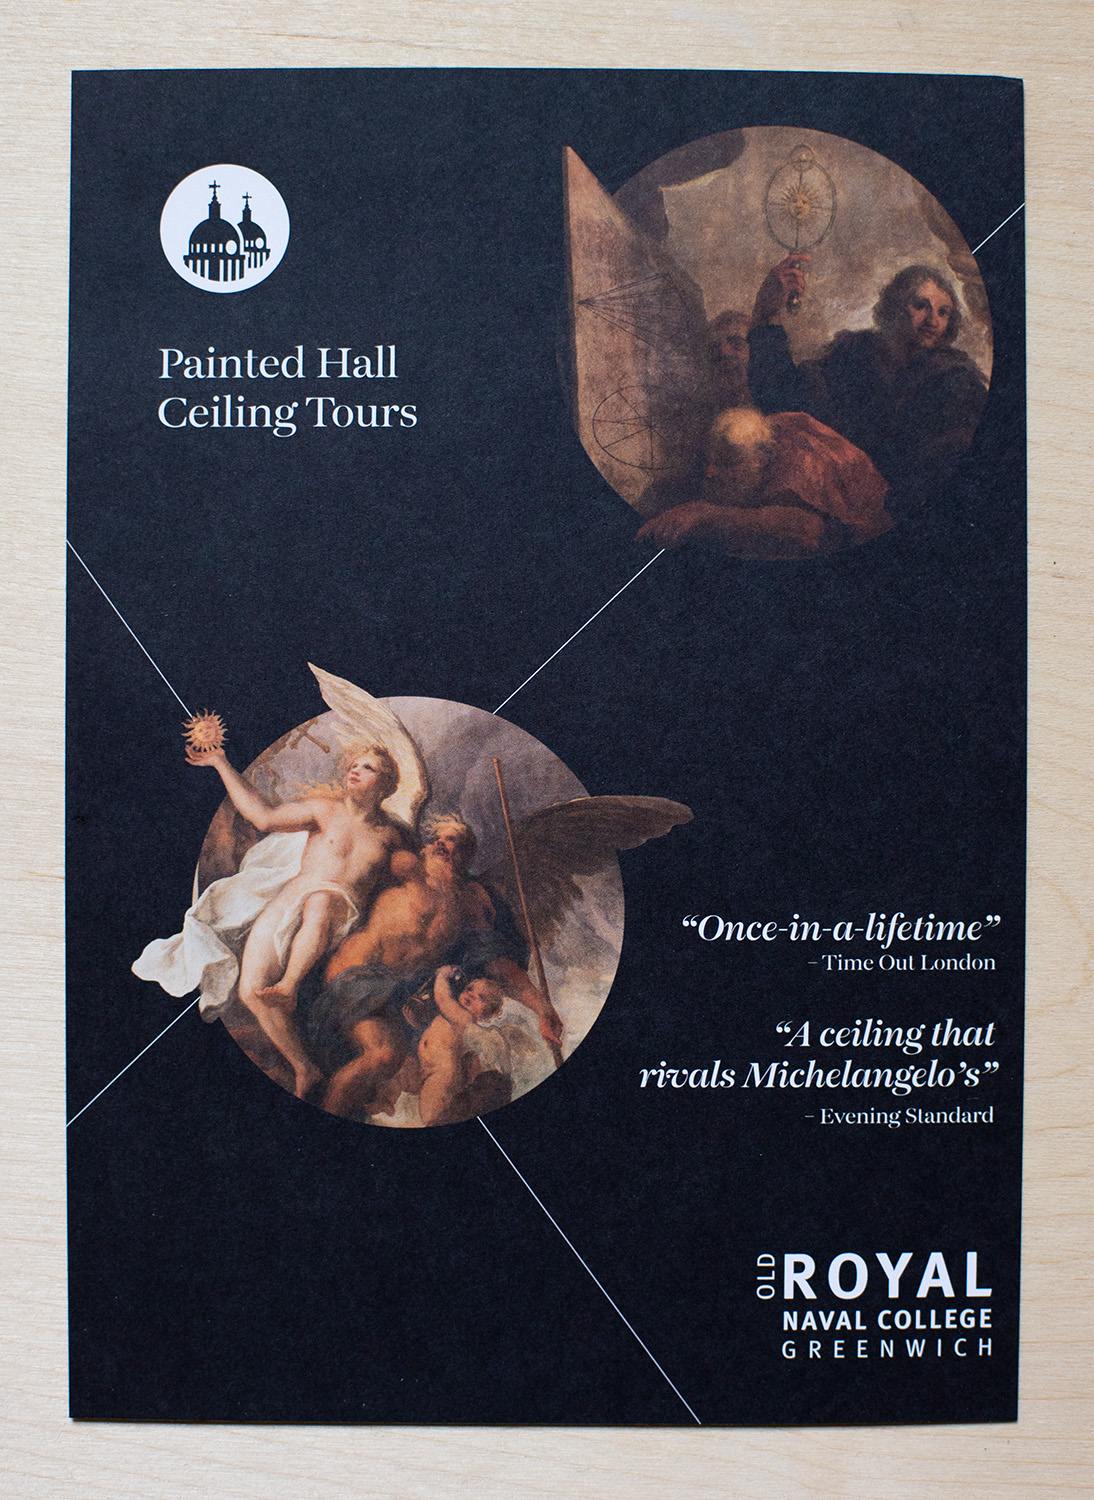 Painted Hall
Ceiling Tours
“Once-in-a-lifetime”
– Time Out London
“A ceiling that
rivals Michelangelo’s”
– Evening Standard
OLD ROYAL
NAVAL COLLEGE
GREENWICH